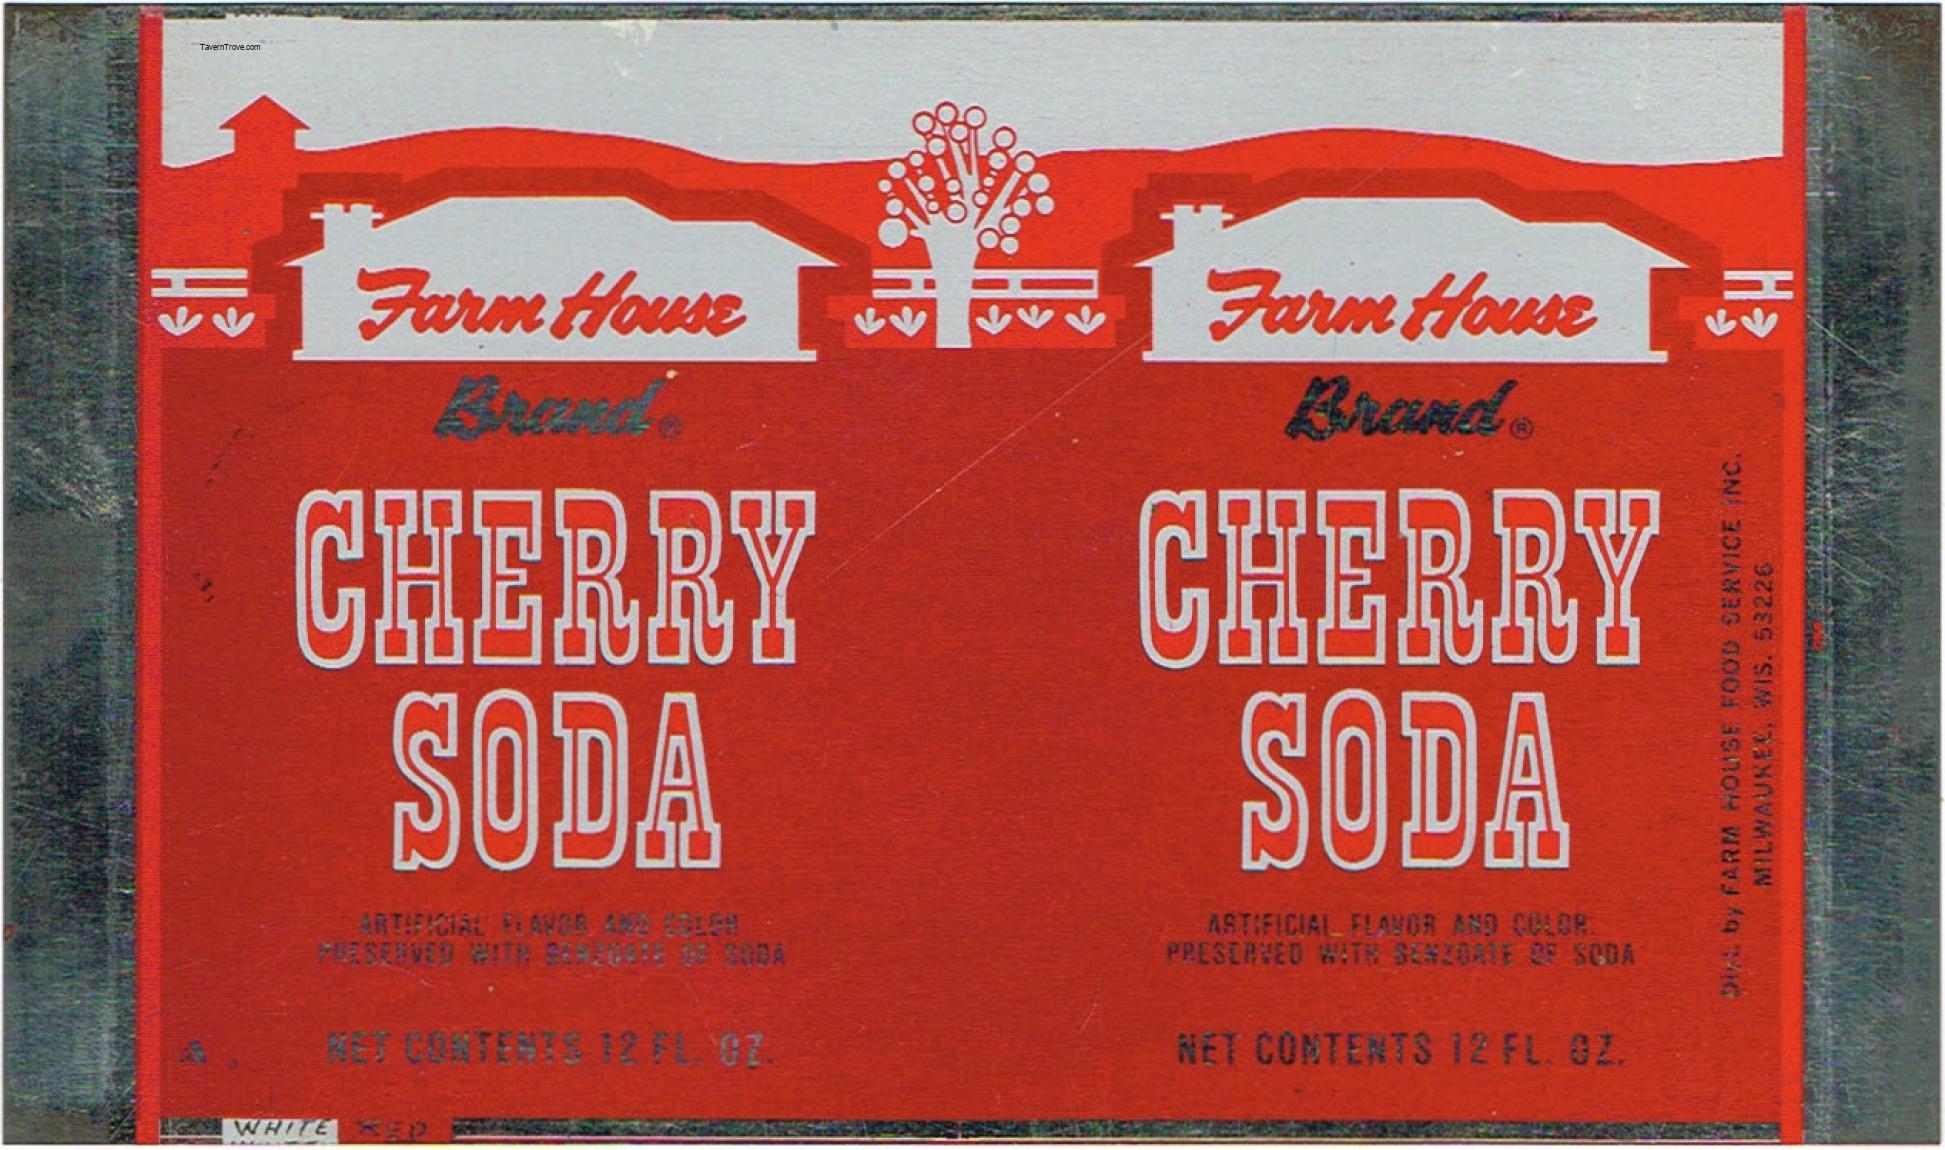 TavernTrove.com
Farm House
Brand®
CHERRY
SODA
ARTIFICIAL FLAVOR AND COLOR
PRESERVED WITH BENZOATE OF SODA
NET CONTENTS 12 FL. OZ.
Farm House
Brand®
CHERRY
SODA
ARTIFICIAL FLAVOR AND COLOR
PRESERVED WITH BENZOATE OF SODA
NET CONTENTS 12 FL. OZ.
Dist. by FARM HOUSE FOOD SERVICE INC.
MILWAUKEE, WIS. 53226
WHITE RED